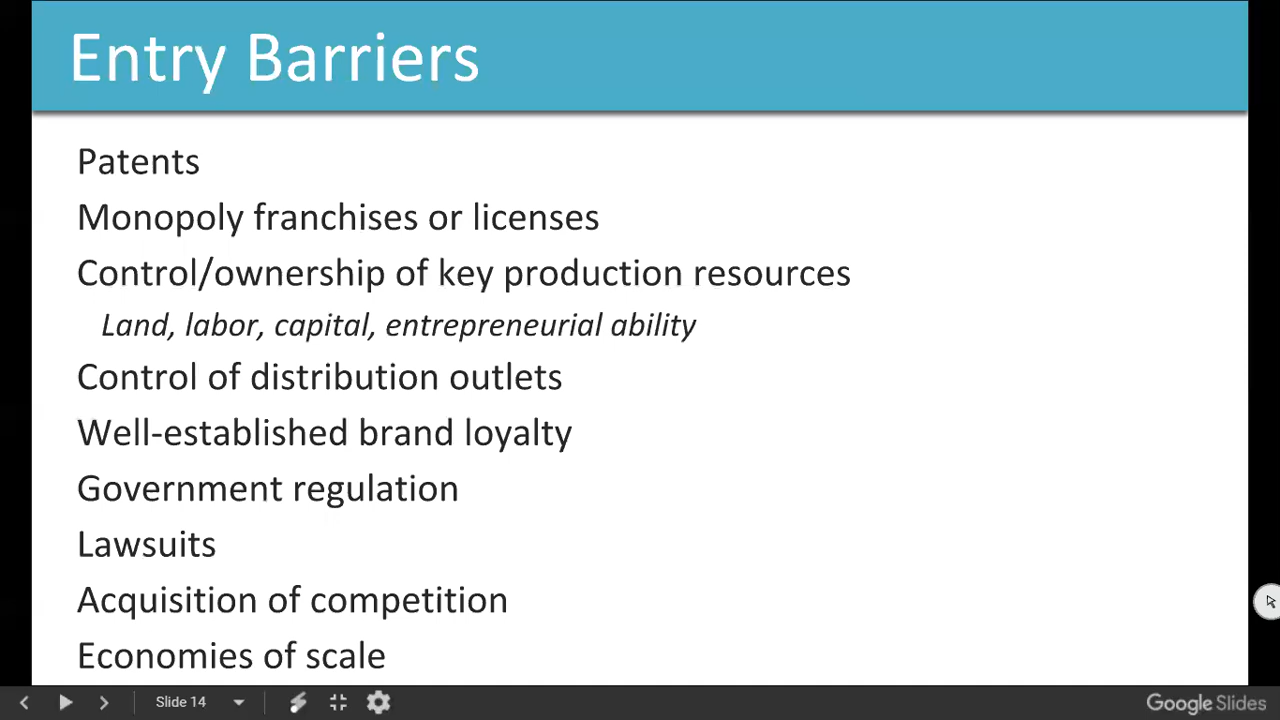 Entry Barriers
Patents
Monopoly franchises or licenses
Control/ownership of key production resources
Land, labor, capital, entrepreneurial ability
Control of distribution outlets
Well-established brand loyalty
Government regulation
Lawsuits
Acquisition of competition
Economies of scale
Slide 14
Google Slides